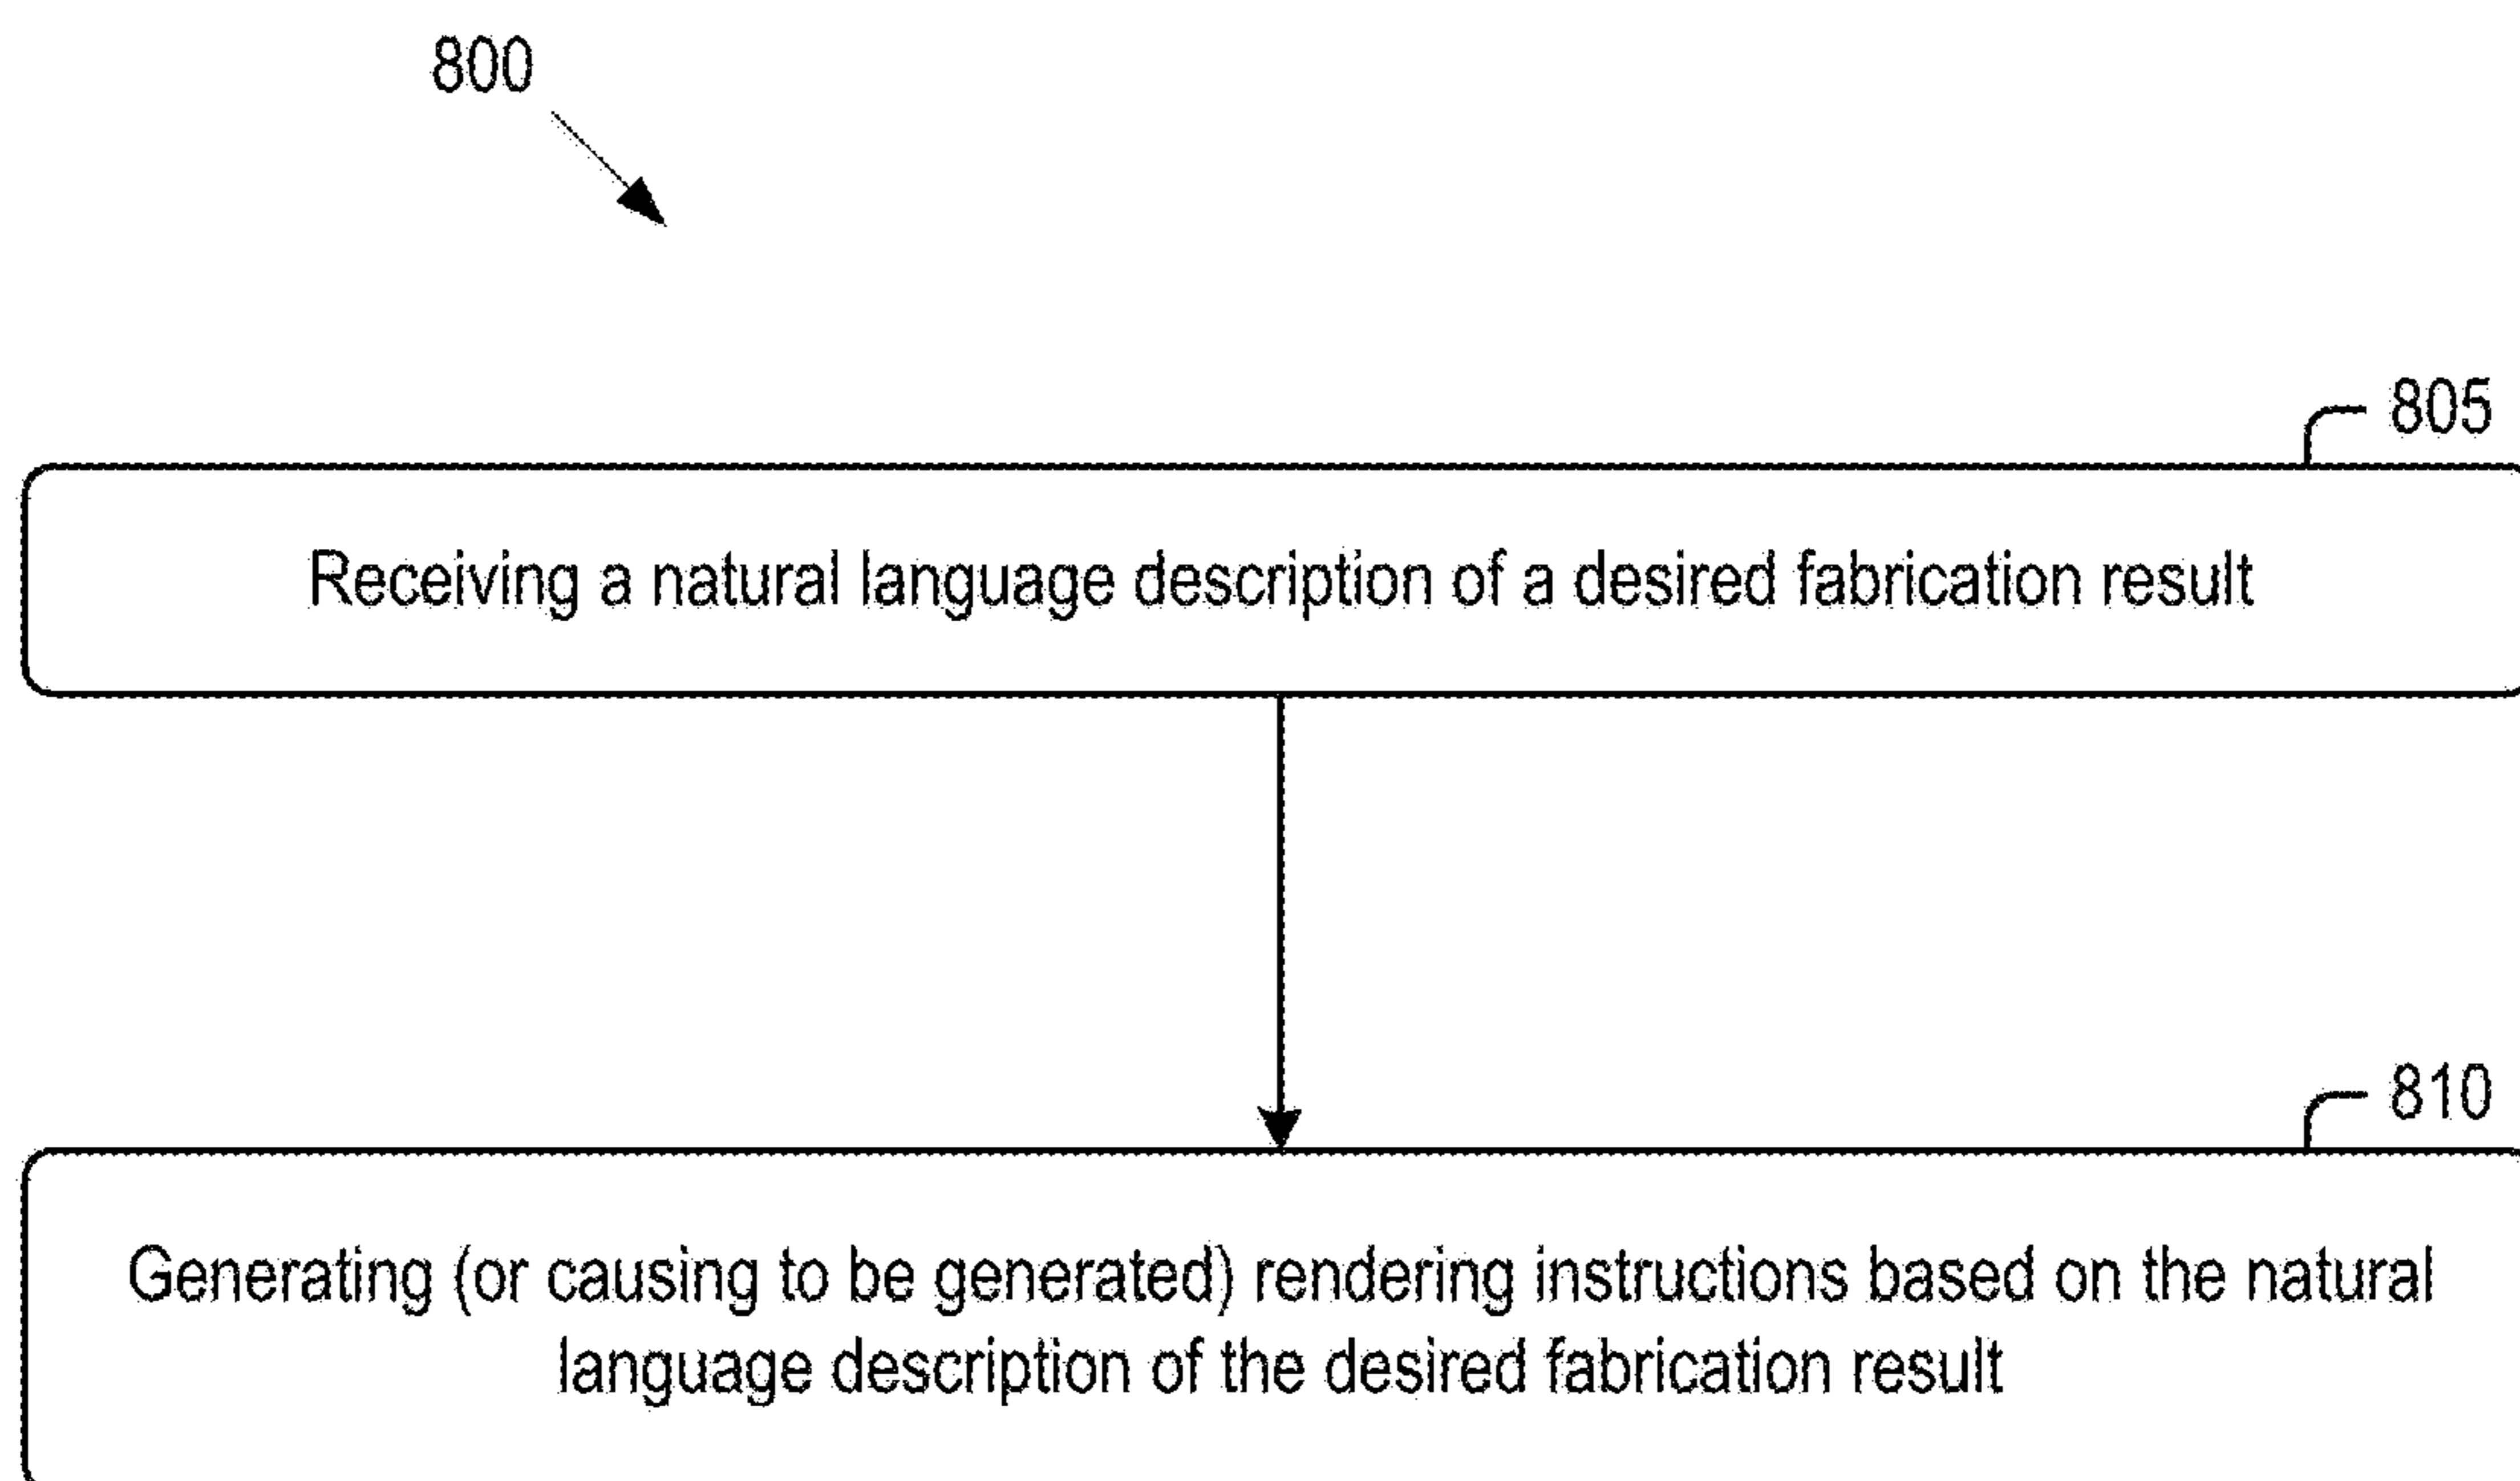 800
805
Receiving a natural language description of a desired fabrication result
810
Generating (or causing to be generated) rendering instructions based on the natural
language description of the desired fabrication result